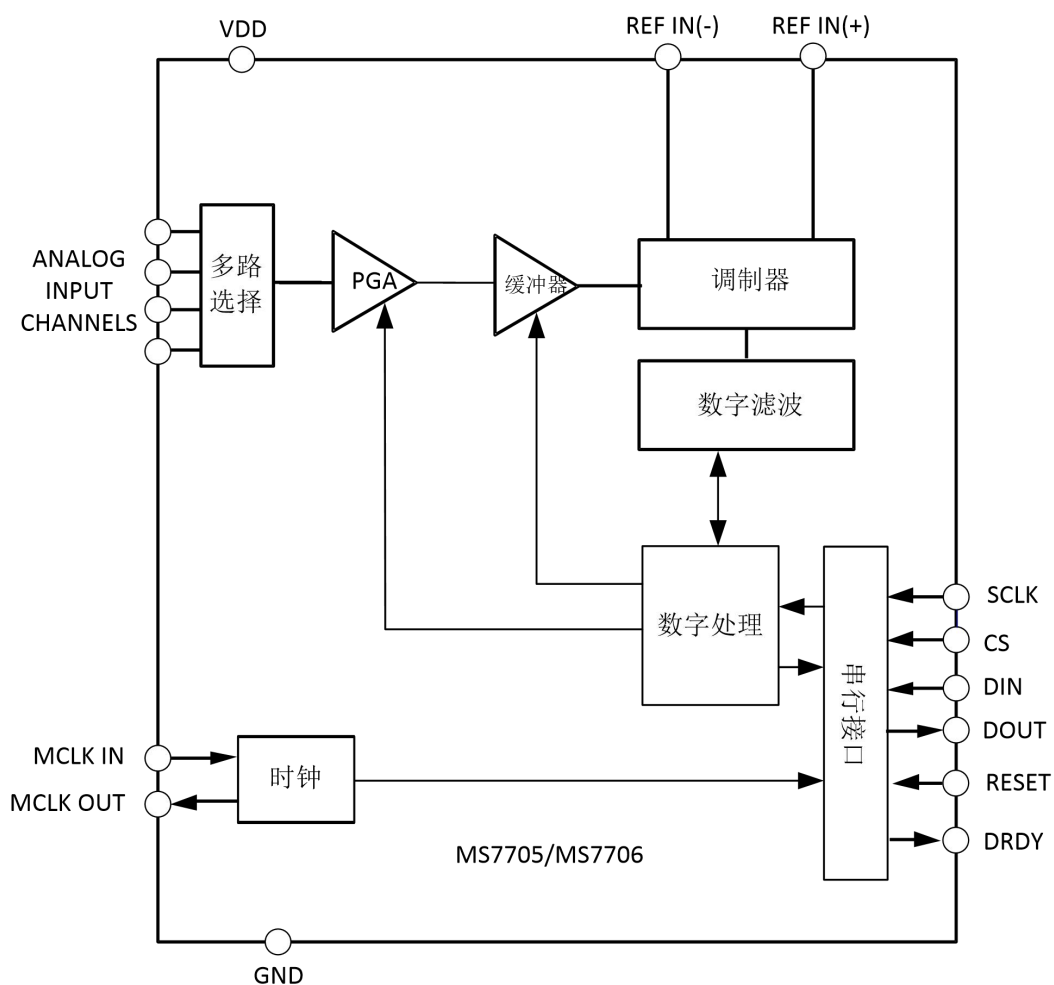 VDD
REF IN(-)
REF IN(+)
ANALOG
INPUT
CHANNELS
多路
选择
PGA
缓冲器
调制器
数字滤波
数字处理
串行接口
SCLK
CS
DIN
DOUT
RESET
DRDY
MCLK IN
MCLK OUT
时钟
MS7705/MS7706
GND